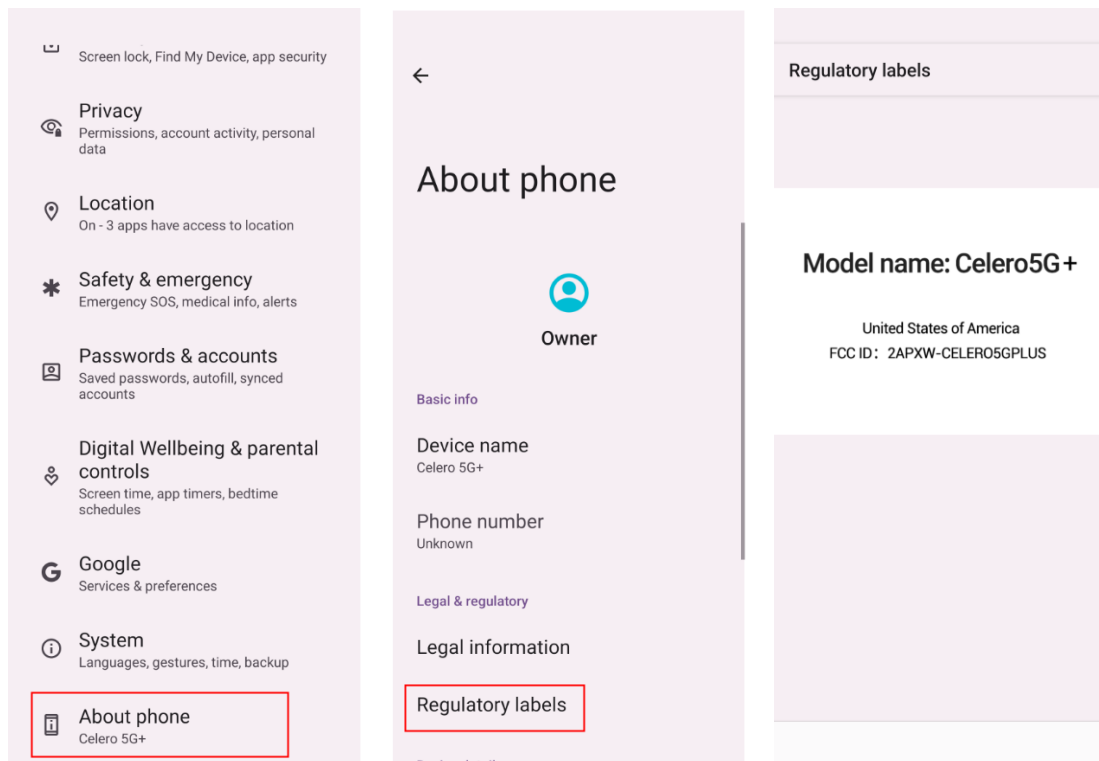 Screen lock, Find My Device, app security
Privacy
Permissions, account activity, personal
data
Location
On - 3 apps have access to location
Safety & emergency
Emergency SOS, medical info, alerts
Passwords & accounts
Saved passwords, autofill, synced
accounts
Digital Wellbeing & parental
controls
Screen time, app timers, bedtime
schedules
Google
Services & preferences
System
Languages, gestures, time, backup
About phone
Celero 5G+
About phone
Owner
Basic info
Device name
Celero 5G+
Phone number
Unknown
Legal & regulatory
Legal information
Regulatory labels
Regulatory labels
Model name: Celero5G+
United States of America
FCC ID: 2APXW-CELERO5GPLUS